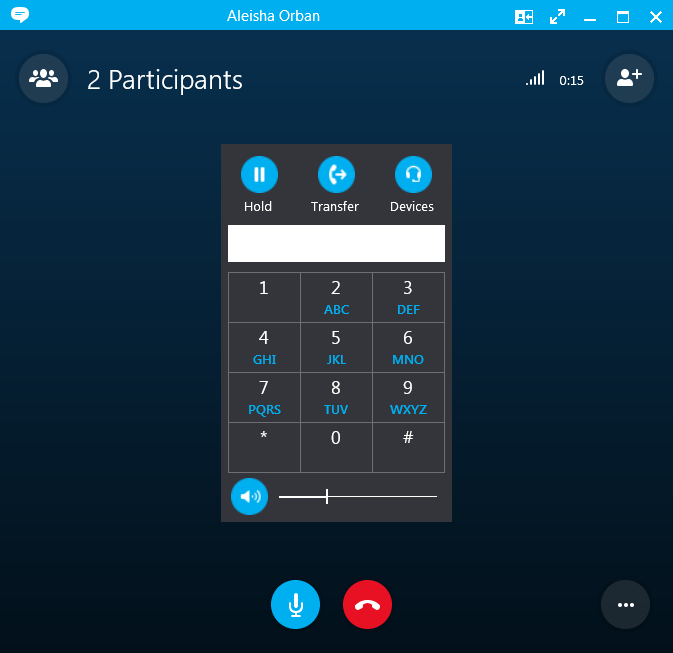 Aleisha Orban
2 Participants
0:15
Hold Transfer Devices
1 2 3
ABC DEF
4 5 6
GHI JKL MNO
7 8 9
PQRS TUV WXYZ
* 0 #